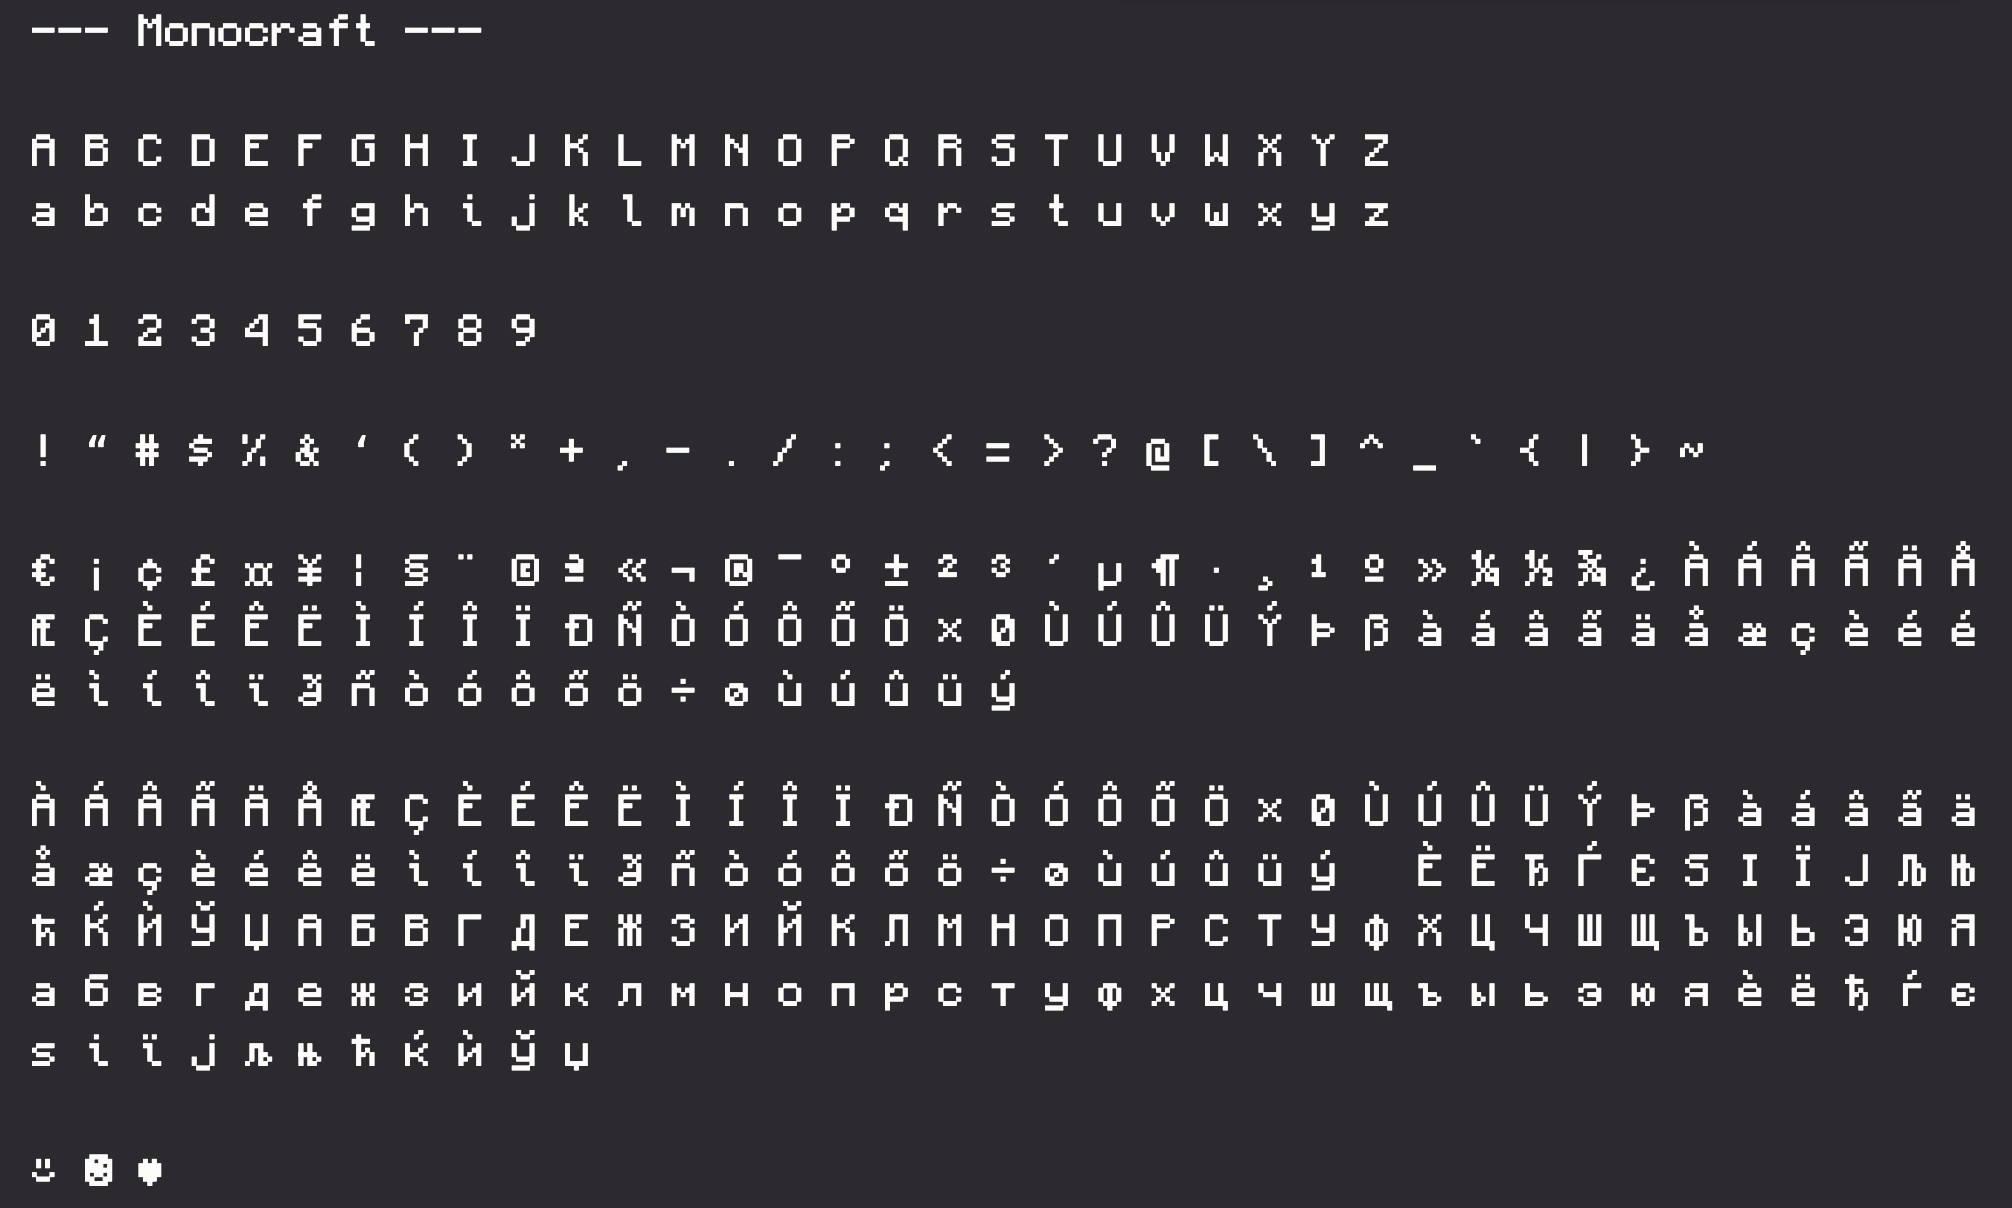 --- Monocraft ---
A B C D E F G H I J K L M N O P Q R S T U V W X Y Z
a b c d e f g h i j k l m n o p q r s t u v w x y z
0 1 2 3 4 5 6 7 8 9
! “ # $ % & ‘ ( ) * + , - . / : ; < = > ? @ [ \ ] ^ _ ` { | } ~
€ ¡ ¢ £ ¤ ¥ ¦ § ¨ © ª « ¬ ® ¯ ° ± ² ³ ´ µ ¶ · ¸ ¹ º » ¼ ½ ¾ ¿ À Á Â Ã Ä Å
Æ Ç È É Ê Ë Ì Í Î Ï Ð Ñ Ò Ó Ô Õ Ö × Ø Ù Ú Û Ü Ý Þ ß à á â ã ä å æ ç è é é
ë ì í î ï ð ñ ò ó ô õ ö ÷ ø ù ú û ü ý
À Á Â Ã Ä Å Æ Ç È É Ê Ë Ì Í Î Ï Ð Ñ Ò Ó Ô Õ Ö × Ø Ù Ú Û Ü Ý Þ ß à á â ã ä
å æ ç è é ê ë ì í î ï ð ñ ò ó ô õ ö ÷ ø ù ú û ü ý Ѐ Ё Ђ Ѓ Є Ѕ І Ї Ј Љ Њ
Ћ Ќ Ѝ Ў Џ А Б В Г Д Е Ж З И Й К Л М Н О П Р С Т У Ф Х Ц Ч Ш Щ Ъ Ы Ь Э Ю Я
а б в г д е ж з и й к л м н о п р с т у ф х ц ч ш щ ъ ы ь э ю я ѐ ё ђ ѓ є
ѕ і ї ј љ њ ћ ќ ѝ ў џ